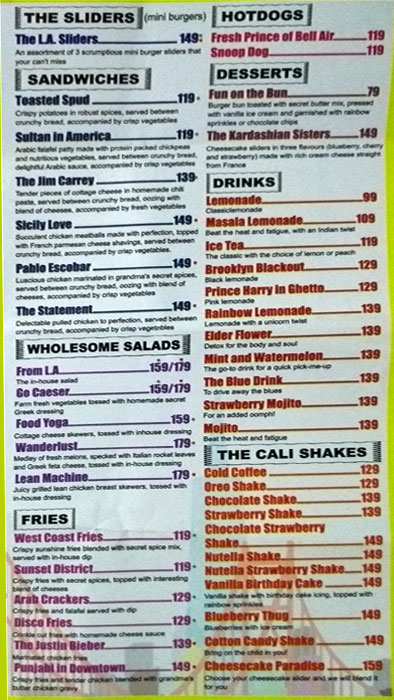 THE SLIDERS (mini burgers)
The L.A. Sliders 149:
An assortment of 3 scrumptious mini burger sliders that
your can't miss
SANDWICHES
Toasted Spud 119
Crispy potatoes in robust spices, served between
crunchy bread, accompanied by crisp vegetables
Sultan in America 119
Arabic falafel patty made with protein packed chickpeas
and nutritious vegetables, served between crunchy bread,
delightful Arabic sauce, accompanied by crisp vegetables
The Jim Carrey 139
Tender pieces of cottage cheese in homemade chili
paste, served between crunchy bread, oozing with
blend of cheeses, accompanied by fresh vegetables
Sicily Love 149
Succulent chicken meatballs made with perfection, topped
with French parmesan cheese shavings, served between
crunchy bread, accompanied by crisp vegetables
Pablo Escobar 149
Luscious chicken marinated in grandma's secret spices,
served between crunchy bread, oozing with blend of
cheeses, accompanied by crisp vegetables
The Statement 149
Delectable pulled chicken to perfection, served between
crunchy bread, accompanied by crisp vegetables
WHOLESOME SALADS
From L.A 159/179
The in-house salad
Go Caeser 159/179
Farm fresh vegetables tossed with homemade secret
Greek dressing
Food Yoga 159
Cottage cheese skewers, tossed with inhouse dressing
Wanderlust 179
Medley of fresh melons, specked with Italian rocket leaves
and Greek feta cheese, tossed with in-house dressing
Lean Machine 179
Juicy grilled lean chicken breast skewers, tossed with
in-house dressing
FRIES
West Coast Fries 119
Crispy sunshine fries blended with secret spice mix,
served with in-house dip
Sunset District 119
Crispy fries with secret spices, topped with interesting
blend of cheeses
Arab Crackers 129
Crispy fries and falafel served with dip
Disco Fries 129
Crinkle cut fries with homemade cheese sauce
The Justin Bieber 139
Marinated chicken fries
Punjabi In Downtown 149
Crispy fries and butter chicken blended with grandma's
butter chicken gravy
HOTDOGS
Fresh Prince of Bell Air 119
Snoop Dog 119
DESSERTS
Fun on the Bun 79
Burger bun toasted with secret butter mix, pressed
with vanilla ice cream and garnished with rainbow
sprinkles or chocolate chips
The Kardashian Sisters 149
Cheesecake sliders in three flavours (blueberry, cherry
and strawberry) made with rich cream cheese straight
from France
DRINKS
Lemonade 99
Classiclemonade
Masala Lemonade 109
Beat the heat and fatigue, with an Indian twist
Ice Tea 119
The classic with the choice of lemon or peach
Brooklyn Blackout 129
Black lemonade
Prince Harry in Ghetto 129
Pink lemonade
Rainbow Lemonade 139
Lemonade with a unicorn twist
Elder Flower 139
Detox for the body and soul
Mint and Watermelon 139
The go-to drink for a quick pick-me-up
The Blue Drink 139
To drive away the blues
Strawberry Mojito 139
For an added oomph!
Mojito 139
Beat the heat and fatigue
THE CALI SHAKES
Cold Coffee 129
Oreo Shake 129
Chocolate Shake 139
Strawberry Shake 139
Chocolate Strawberry
Shake 149
Nutella Shake 149
Nutella Strawberry Shake 149
Vanilla Birthday Cake 149
Vanilla shake with birthday cake icing, topped with
rainbow sprinkles
Blueberry Thug 149
Blueberries with ice cream
Cotton Candy Shake 149
Bring on the child in you!
Cheesecake Paradise 159
Choose your cheesecake slider and we will blend it
for you